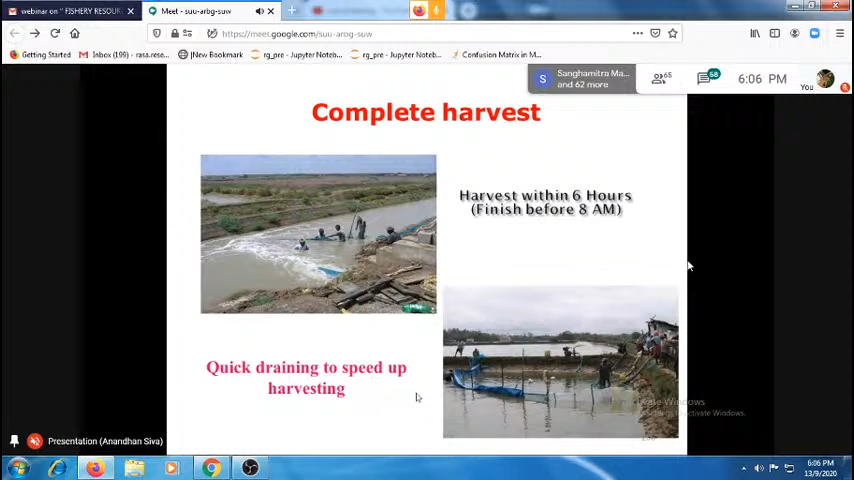 webinar on " FISHERY RESOUR
Meet - suu-arbg-suw
https://meet.google.com/suu-arbg-suw
Getting Started
Inbox (199) - rasa.rese...
New Bookmark
rg_pre - Jupyter Noteb...
rg_pre - Jupyter Noteb...
Confusion Matrix in M...
S
Sanghamitra Ma...
and 62 more
65
58
6:06 PM
You
Complete harvest
Harvest within 6 Hours
(Finish before 8 AM)
Quick draining to speed up
harvesting
Presentation (Anandhan Siva)
6:06 PM
13/9/2020